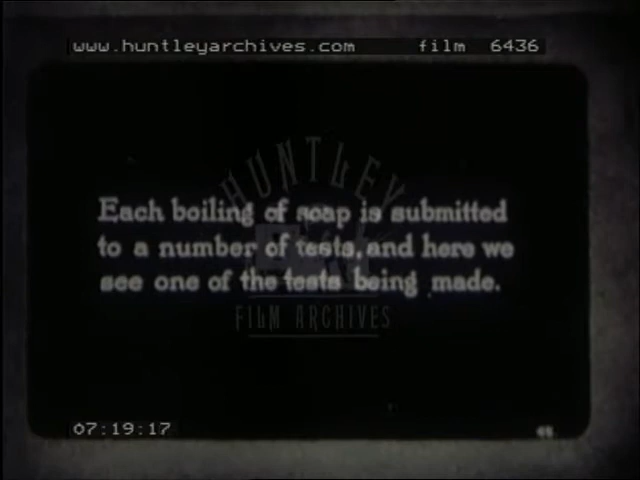 www.huntleyarchives.com film 6436
HUNTLEY
Each boiling of soap is submitted
to a number of tests, and here we
see one of the tests being made.
FILM ARCHIVES
07:19:17